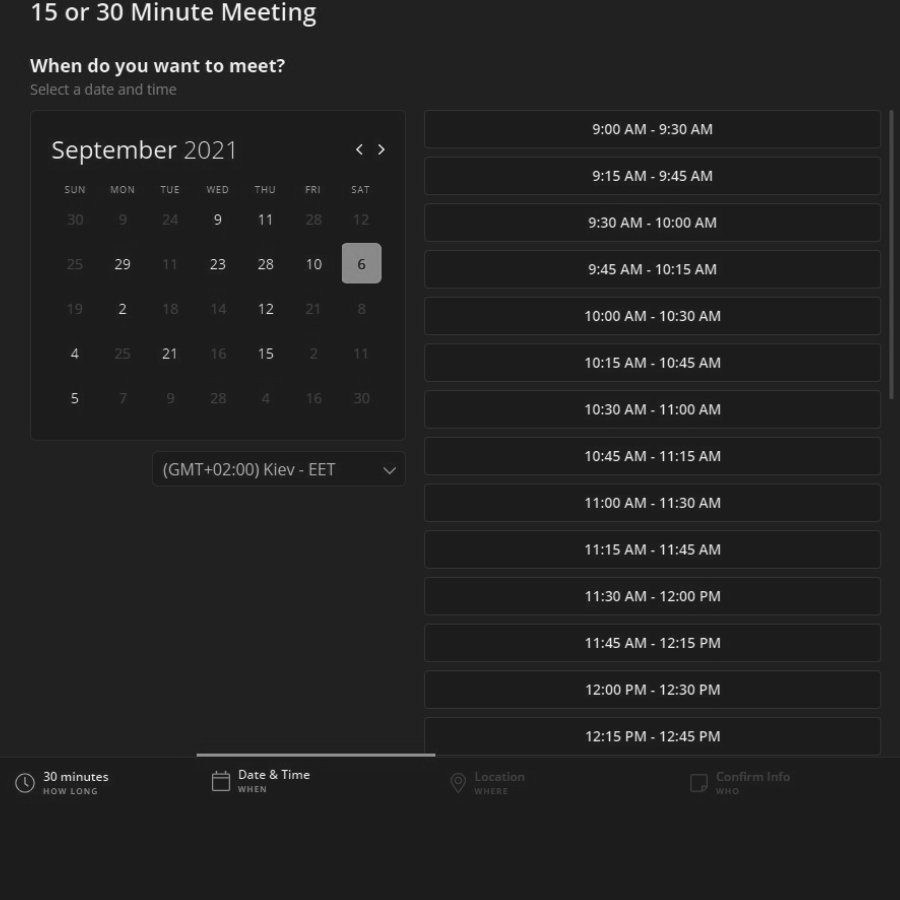 15 or 30 Minute Meeting
When do you want to meet?
Select a date and time
September 2021
SUN MON TUE WED THU FRI SAT
30 9 24 9 11 28 12
25 29 11 23 28 10 6
19 2 18 14 12 21 8
4 25 21 16 15 2 11
5 7 9 28 4 16 30
(GMT+02:00) Kiev - EET
9:00 AM - 9:30 AM
9:15 AM - 9:45 AM
9:30 AM - 10:00 AM
9:45 AM - 10:15 AM
10:00 AM - 10:30 AM
10:15 AM - 10:45 AM
10:30 AM - 11:00 AM
10:45 AM - 11:15 AM
11:00 AM - 11:30 AM
11:15 AM - 11:45 AM
11:30 AM - 12:00 PM
11:45 AM - 12:15 PM
12:00 PM - 12:30 PM
12:15 PM - 12:45 PM
30 minutes
HOW LONG
Date & Time
WHEN
Location
WHERE
Confirm Info
WHO